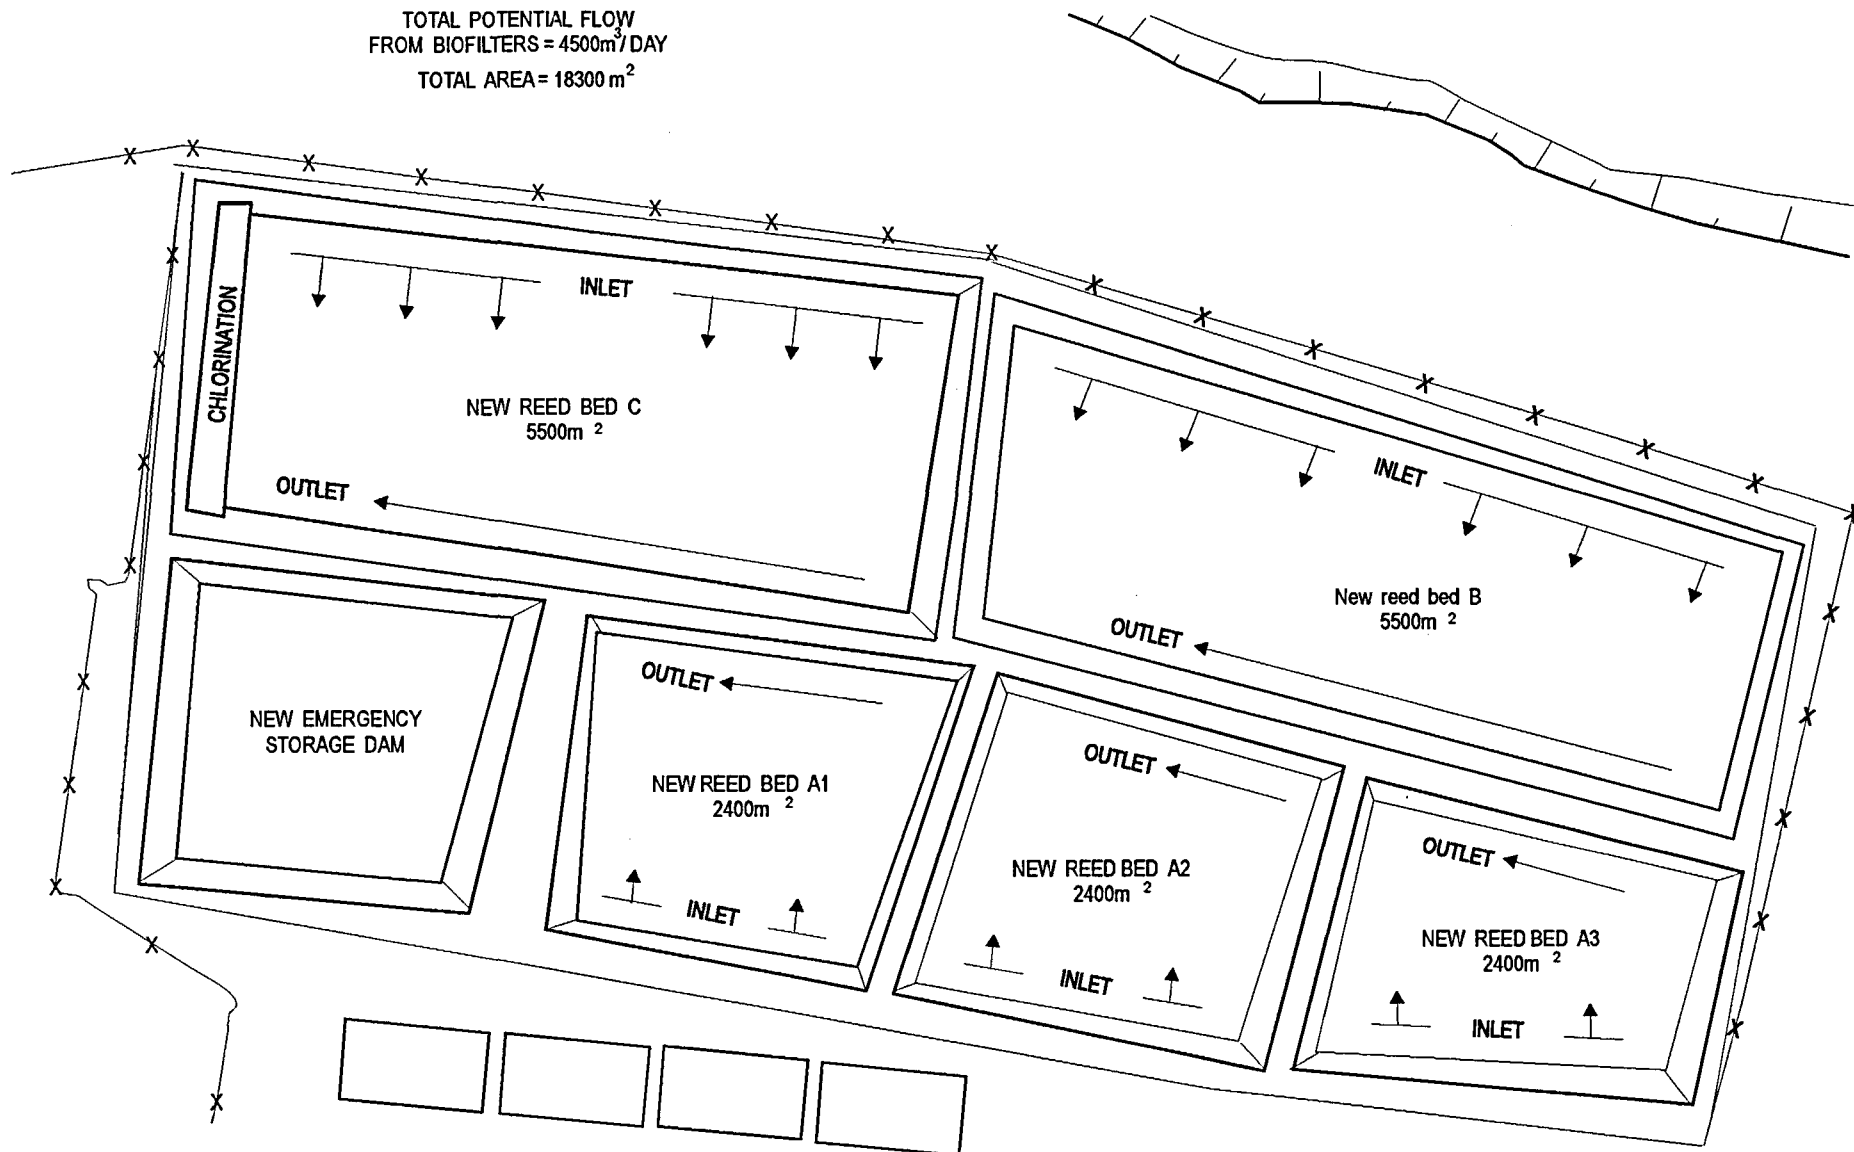 TOTAL POTENTIAL FLOW
FROM BIOFILTERS = 4500m³/ DAY
TOTAL AREA = 18300 m²
CHLORINATION
INLET
NEW REED BED C
5500m ²
OUTLET
INLET
New reed bed B
5500m ²
OUTLET
NEW EMERGENCY
STORAGE DAM
OUTLET
NEW REED BED A1
2400m ²
INLET
OUTLET
NEW REED BED A2
2400m ²
INLET
OUTLET
NEW REED BED A3
2400m ²
INLET